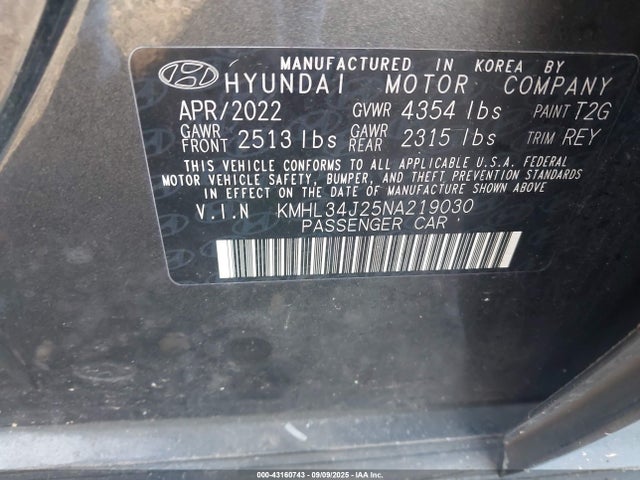 MANUFACTURED IN KOREA BY
HYUNDAI MOTOR COMPANY
APR/2022 GVWR 4354 lbs PAINT T2G
GAWR FRONT 2513 lbs GAWR REAR 2315 lbs TRIM REY
THIS VEHICLE CONFORMS TO ALL APPLICABLE U.S.A. FEDERAL
MOTOR VEHICLE SAFETY, BUMPER, AND THEFT PREVENTION STANDARDS
IN EFFECT ON THE DATE OF MANUFACTURE SHOWN ABOVE
V.I.N KMHL34J25NA219030
PASSENGER CAR
000-43160743 - 09/09/2025 - IAA Inc.